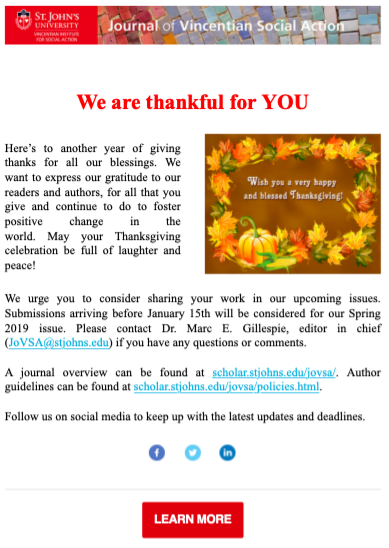 ST. JOHN'S
UNIVERSITY
VINCENTIAN INSTITUTE
FOR SOCIAL ACTION
Journal of Vincentian Social Action
We are thankful for YOU
Here's to another year of giving
thanks for all our blessings. We
want to express our gratitude to our
readers and authors, for all that you
give and continue to do to foster
positive change in the
world. May your Thanksgiving
celebration be full of laughter and
peace!
Wish you a very happy
and blessed Thanksgiving!
We urge you to consider sharing your work in our upcoming issues.
Submissions arriving before January 15th will be considered for our Spring
2019 issue. Please contact Dr. Marc E. Gillespie, editor in chief
(JoVSA@stjohns.edu) if you have any questions or comments.
A journal overview can be found at scholar.stjohns.edu/jovsa/. Author
guidelines can be found at scholar.stjohns.edu/jovsa/policies.html.
Follow us on social media to keep up with the latest updates and deadlines.
f
in
LEARN MORE